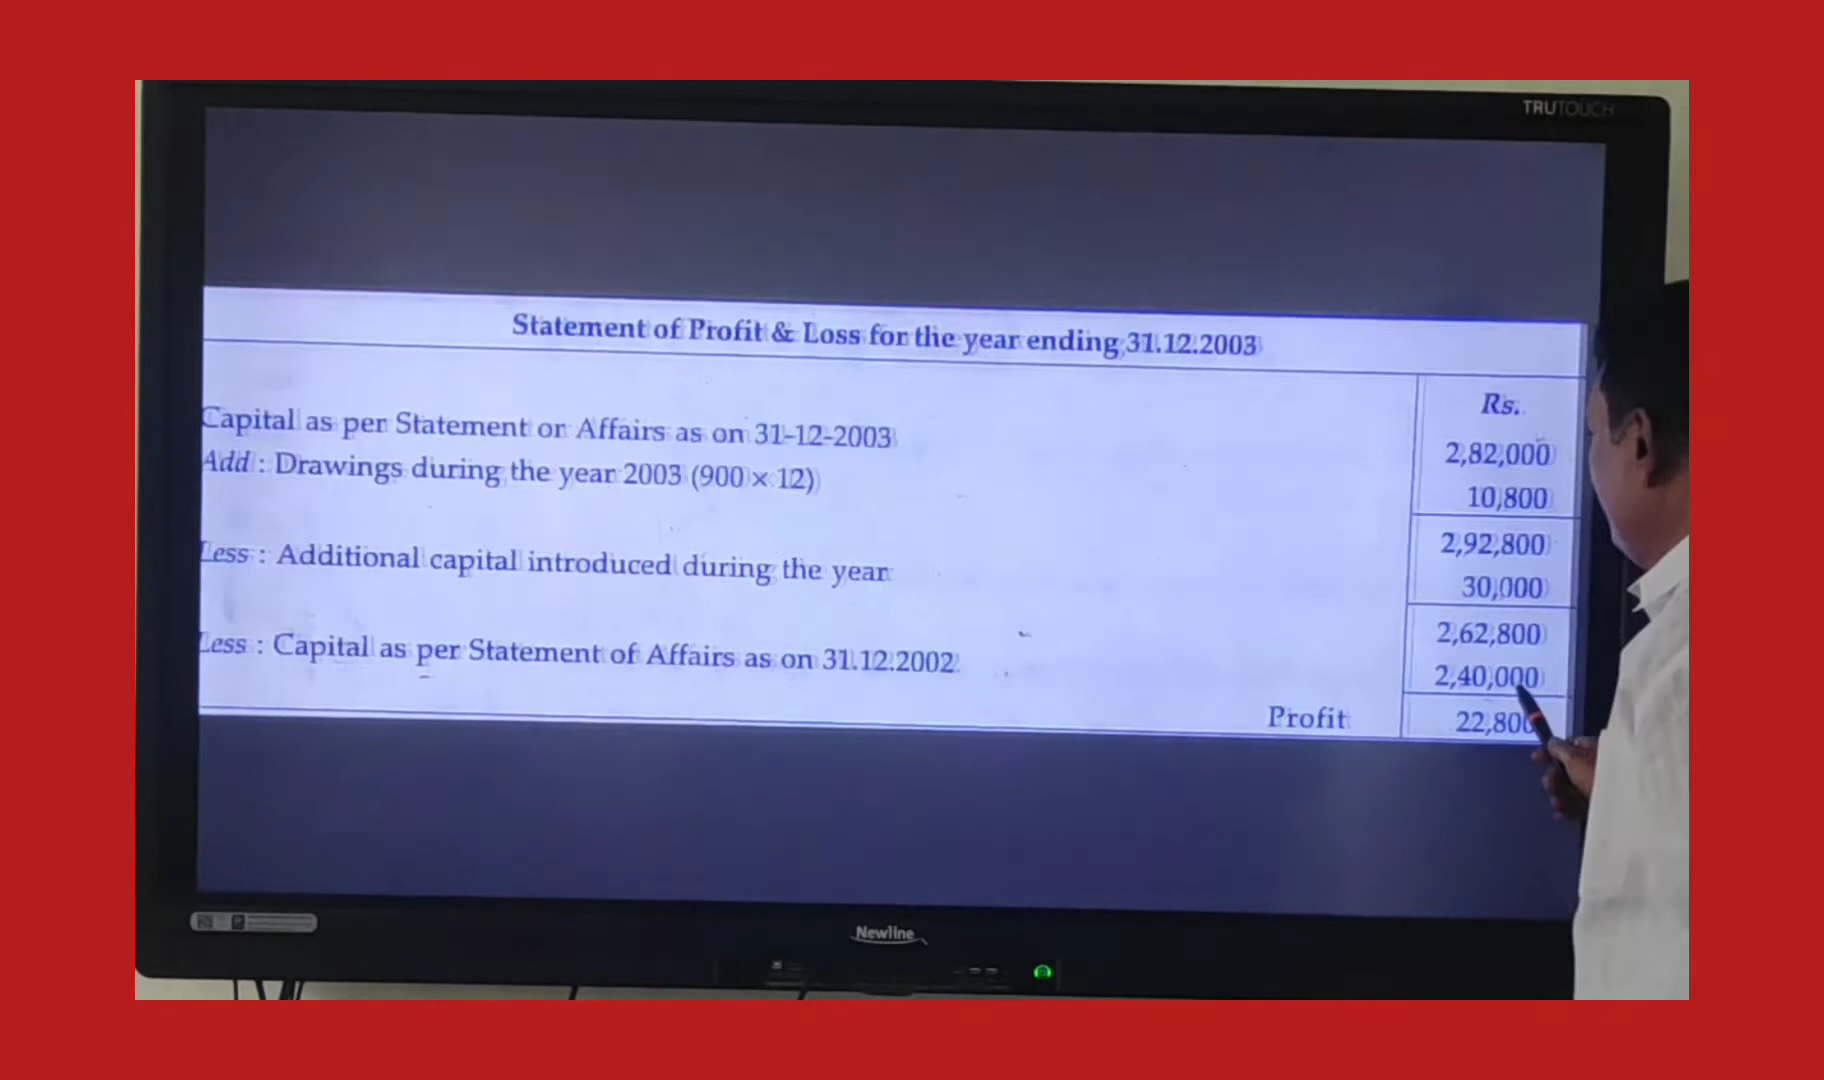 TRUTOUCH
Statement of Profit & Loss for the year ending 31.12.2003
Rs.
Capital as per Statement or Affairs as on 31-12-2003 2,82,000
Add : Drawings during the year 2003 (900 × 12) 10,800
2,92,800
Less : Additional capital introduced during the year 30,000
2,62,800
Less : Capital as per Statement of Affairs as on 31.12.2002 2,40,000
Profit 22,800
Newline